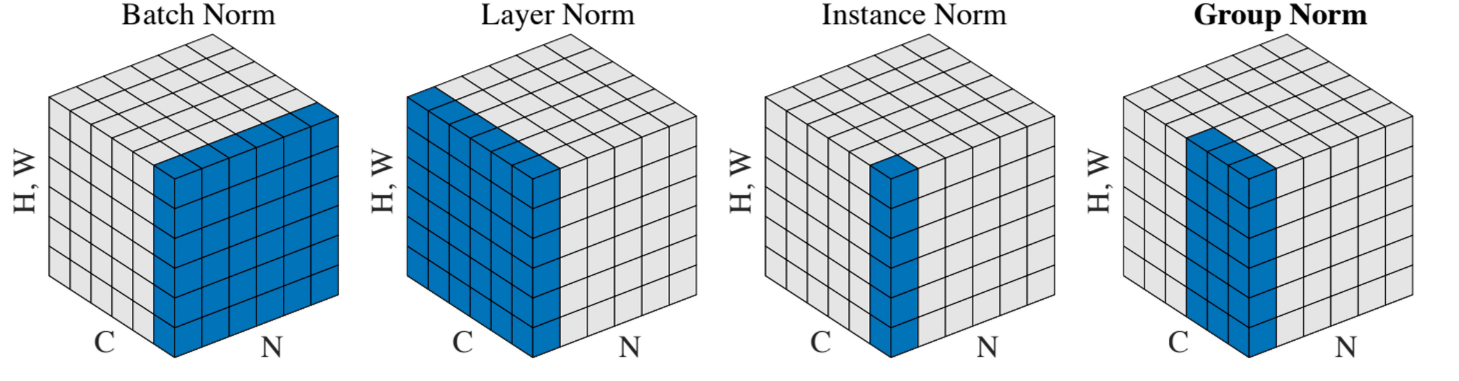 Batch Norm
Layer Norm
Instance Norm
Group Norm
H, W
C
N
H, W
C
N
H, W
C
N
H, W
C
N